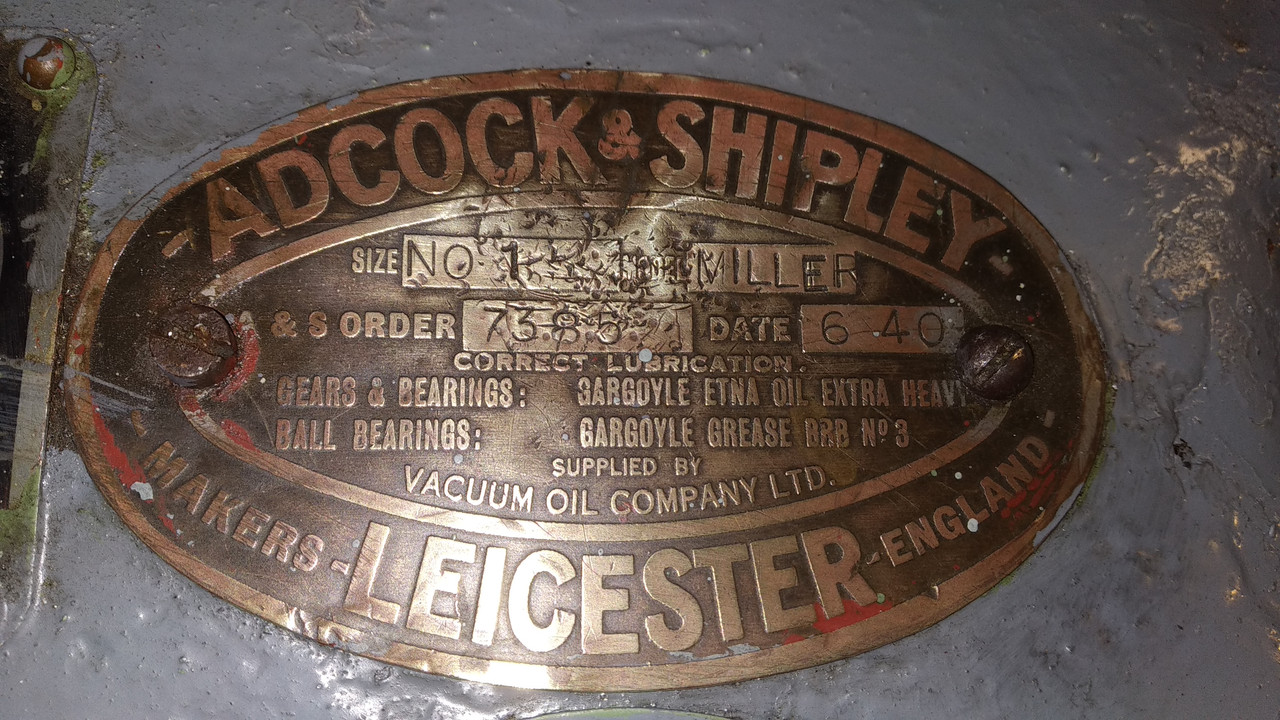 ADCOCK & SHIPLEY
SIZE NO 1 MILLER
A & S ORDER 7385 DATE 6 40
CORRECT LUBRICATION.
GEARS & BEARINGS: GARGOYLE ETNA OIL EXTRA HEAVY
BALL BEARINGS: GARGOYLE GREASE BRB Nº 3
SUPPLIED BY
VACUUM OIL COMPANY LTD.
MAKERS - LEICESTER - ENGLAND